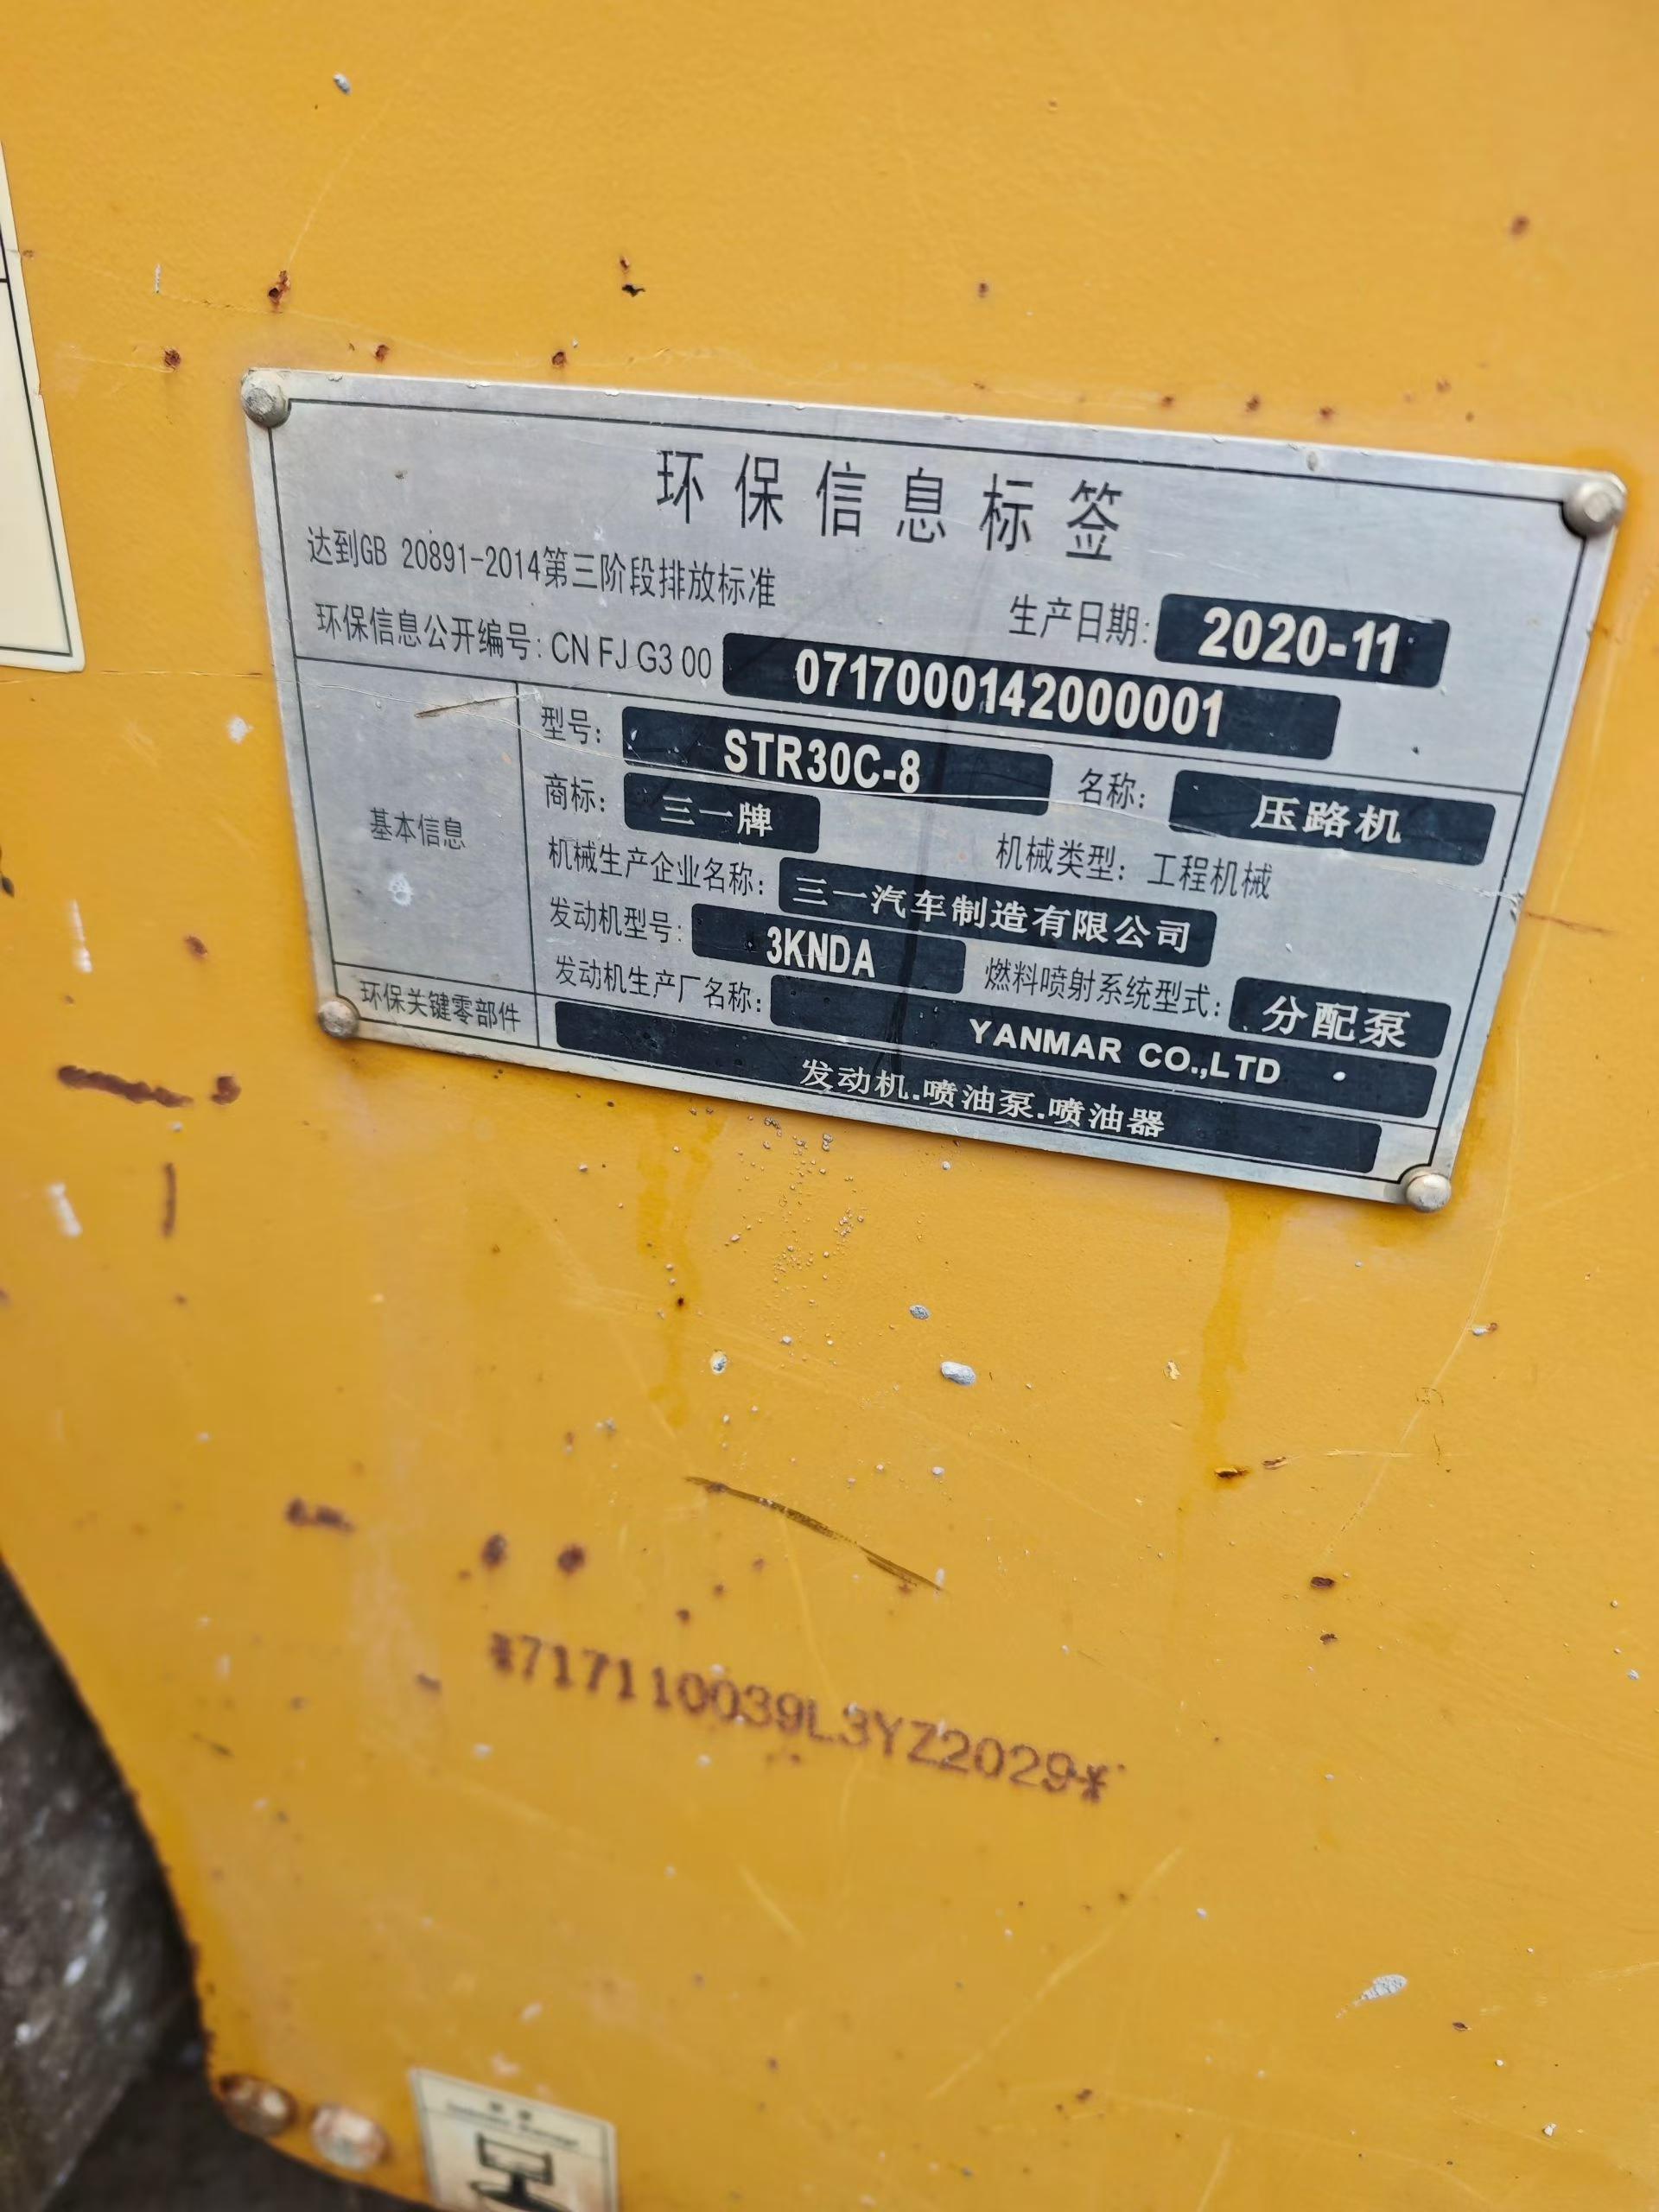 环保信息标签
达到GB 20891-2014第三阶段排放标准
生产日期: 2020-11
环保信息公开编号: CN FJ G3 00 0717000142000001
基本信息
型号: STR30C-8 名称: 压路机
商标: 三一牌 机械类型: 工程机械
机械生产企业名称: 三一汽车制造有限公司
发动机型号: 3KNDA 燃料喷射系统型式: 分配泵
发动机生产厂名称: YANMAR CO.,LTD
环保关键零部件 发动机.喷油泵.喷油器
*717110039L3YZ2029*